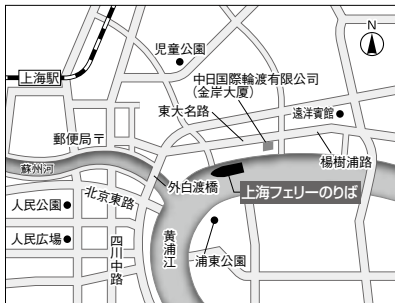 N
児童公園
上海駅
中日国際輪渡有限公司
（金岸大厦）
東大名路
遠洋賓館
郵便局〒
楊樹浦路
蘇州河
外白渡橋
北京東路
上海フェリーのりば
人民公園
人民広場
四川中路
黄浦江
浦東公園